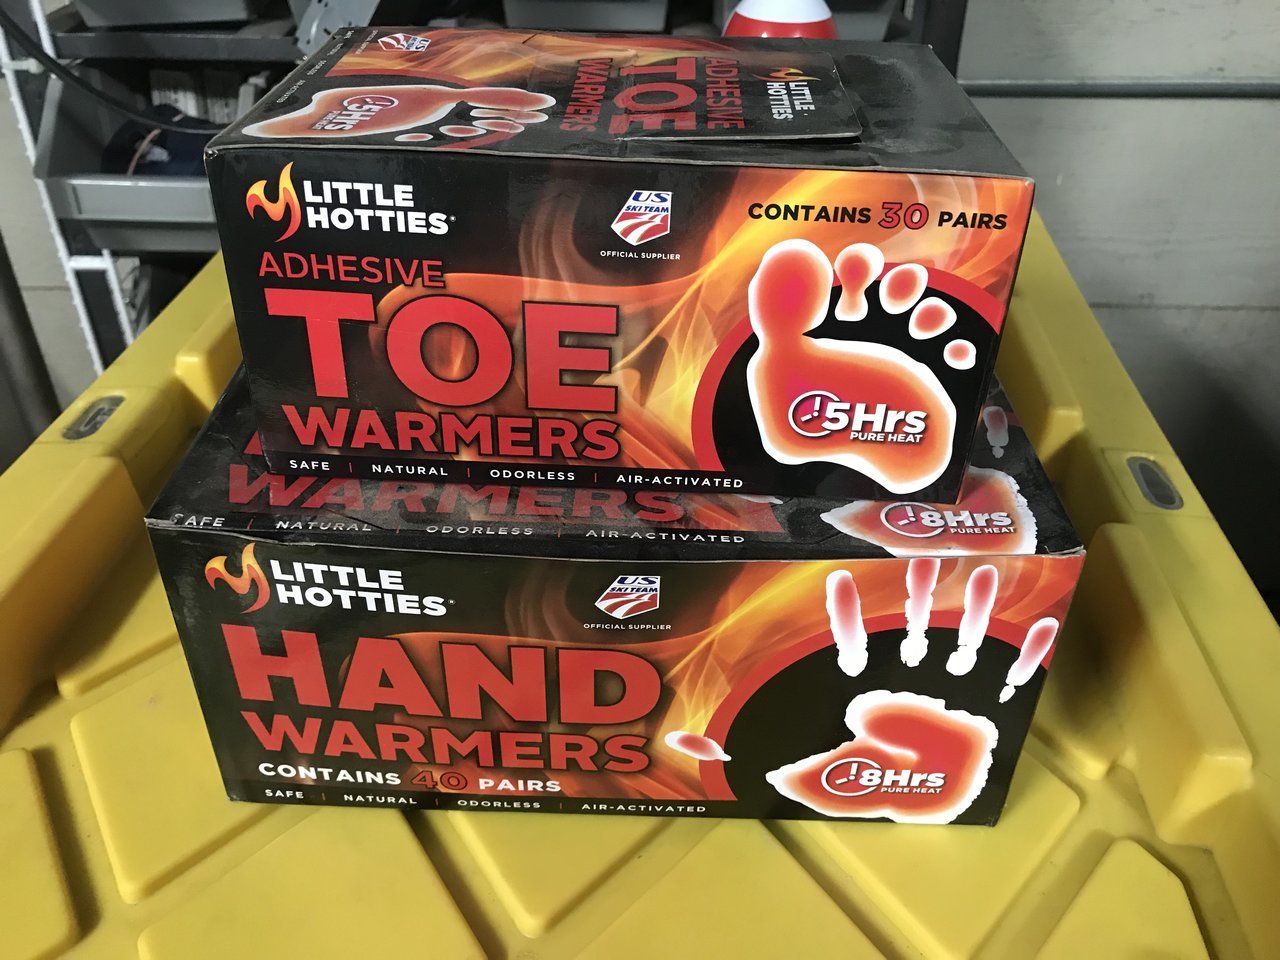 5Hrs
PURE HEAT
ADHESIVE
TOE
WARMERS
LITTLE
HOTTIES
LITTLE
HOTTIES®
US
SKI TEAM
OFFICIAL SUPPLIER
CONTAINS 30 PAIRS
ADHESIVE
TOE
WARMERS
5Hrs
PURE HEAT
SAFE | NATURAL | ODORLESS | AIR-ACTIVATED
WARMERS
8Hrs
PURE HEAT
SAFE | NATURAL | ODORLESS | AIR-ACTIVATED
LITTLE
HOTTIES®
US
SKI TEAM
OFFICIAL SUPPLIER
HAND
WARMERS
CONTAINS 40 PAIRS
8Hrs
PURE HEAT
SAFE | NATURAL | ODORLESS | AIR-ACTIVATED